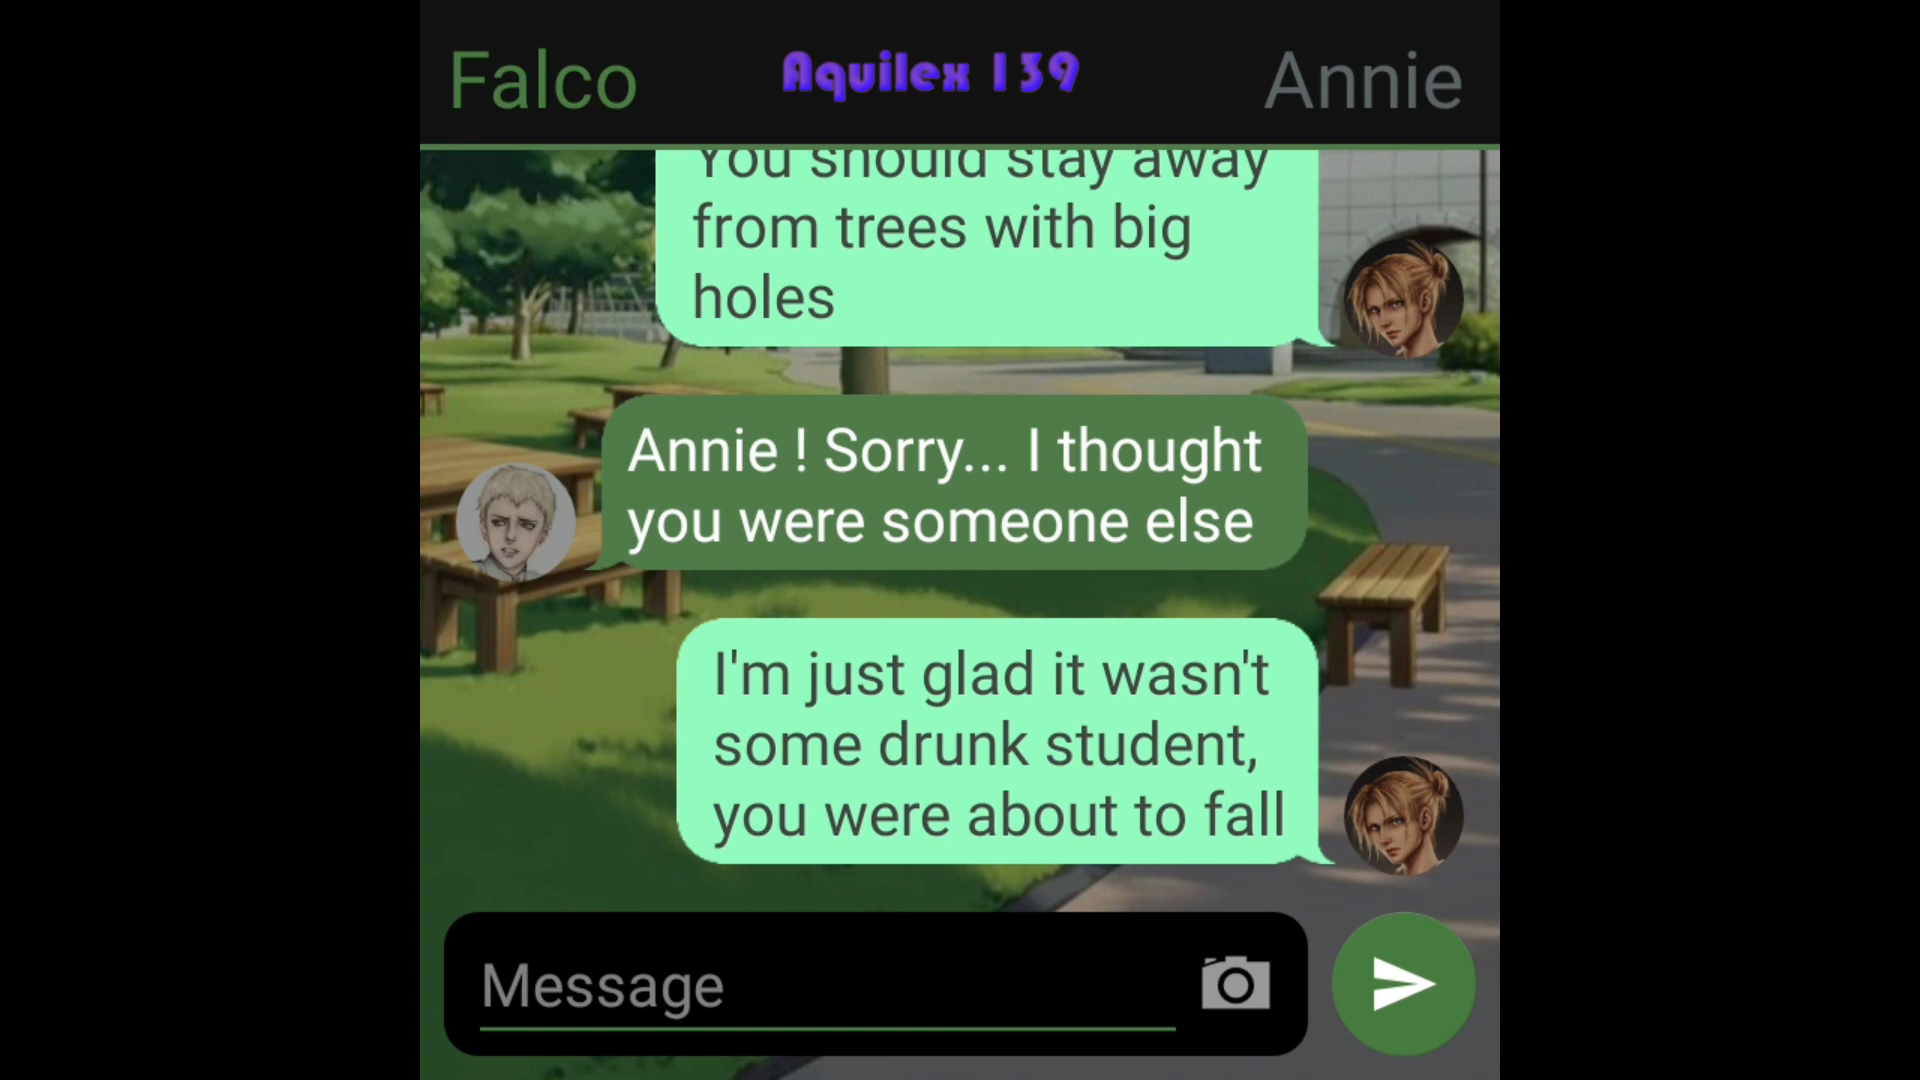 Falco Aquilex 139 Annie
You should stay away
from trees with big
holes
Annie ! Sorry... I thought
you were someone else
I'm just glad it wasn't
some drunk student,
you were about to fall
Message